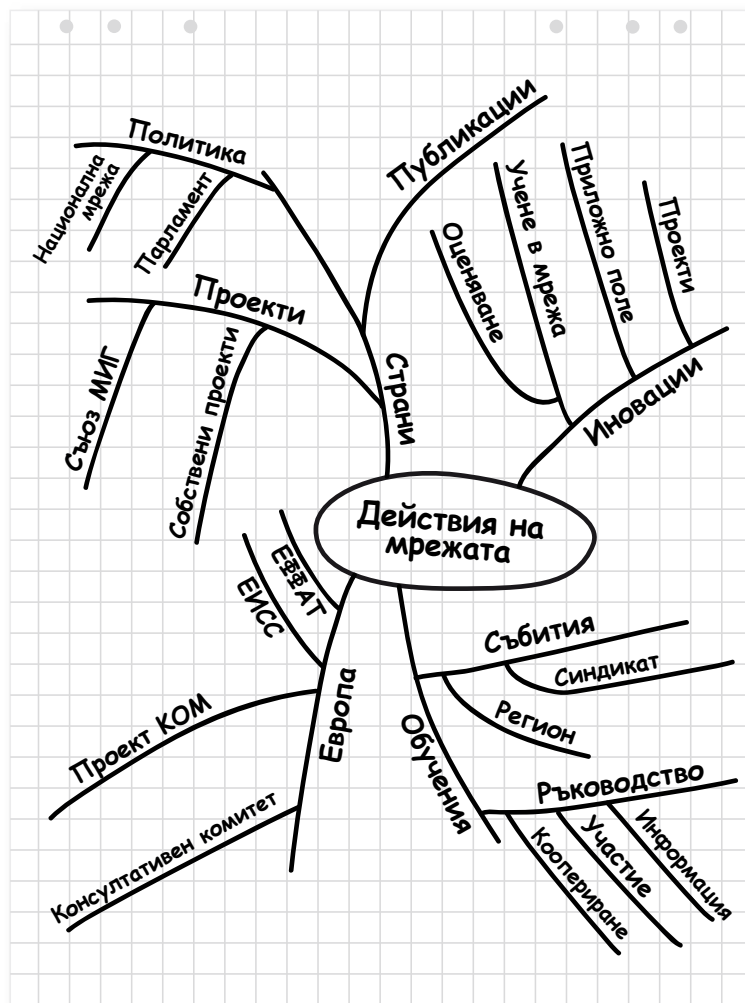 Политика
Национална
мрежа
Парламент
Проекти
Съюз МИГ
Собствени проекти
Страни
Публикации
Оценяване
Учене в мрежа
Приложно поле
Проекти
Иновации
Действия на
мрежата
ЕФФАТ
ЕИСС
Европа
Проект КОМ
Консултативен комитет
Обучения
Събития
Синдикат
Регион
Ръководство
Коопериране
Участие
Информация